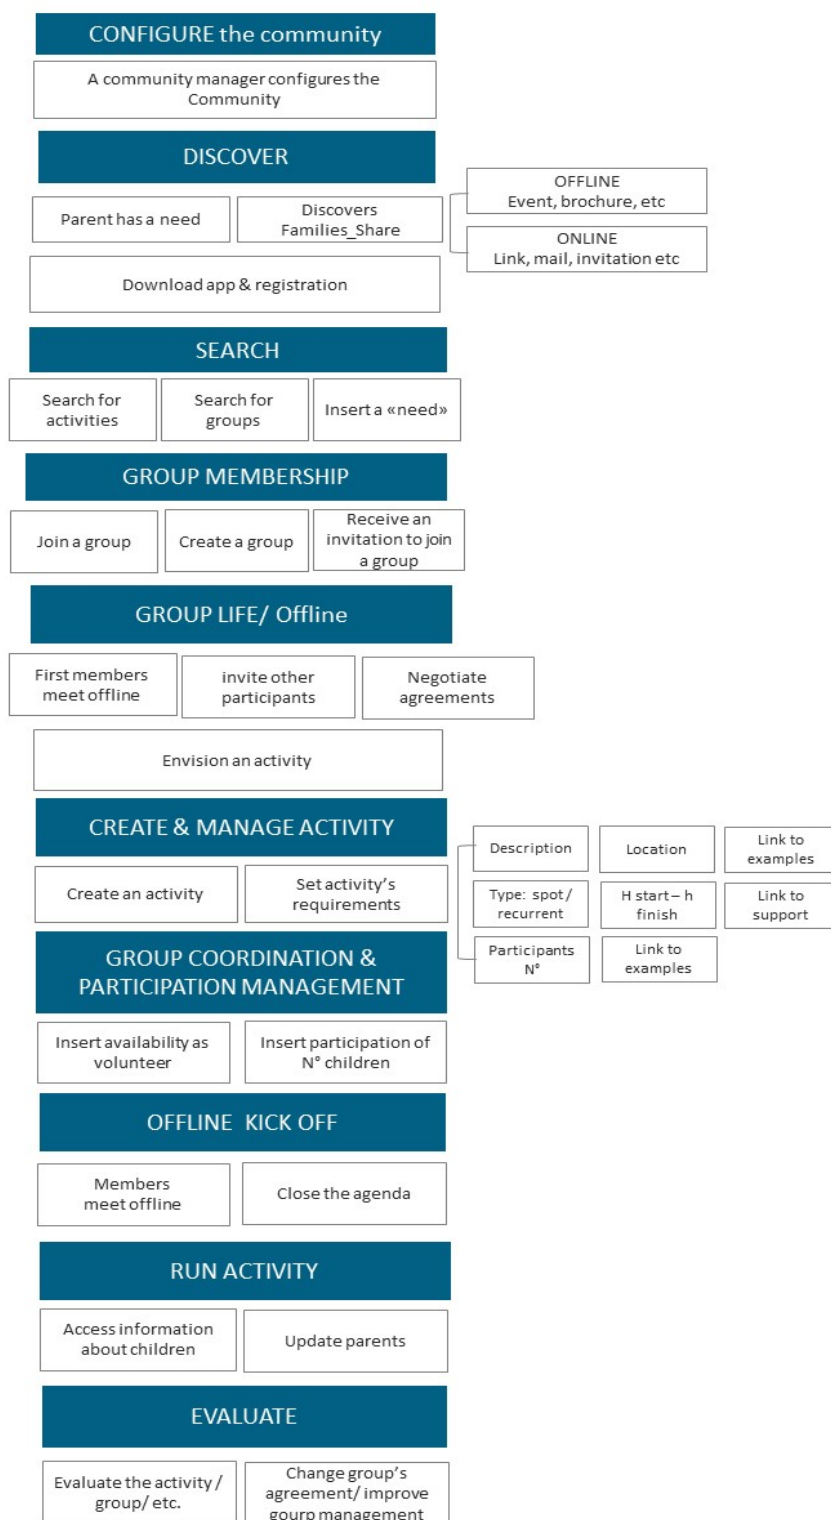 CONFIGURE the community
A community manager configures the
Community
DISCOVER
Parent has a need
Discovers
Families_Share
OFFLINE
Event, brochure, etc
ONLINE
Link, mail, invitation etc
Download app & registration
SEARCH
Search for
activities
Search for
groups
Insert a «need»
GROUP MEMBERSHIP
Join a group
Create a group
Receive an
invitation to join
a group
GROUP LIFE/ Offline
First members
meet offline
invite other
participants
Negotiate
agreements
Envision an activity
CREATE & MANAGE ACTIVITY
Create an activity
Set activity's
requirements
Description
Location
Link to
examples
Type: spot /
recurrent
H start – h
finish
Link to
support
Participants
N°
Link to
examples
GROUP COORDINATION &
PARTICIPATION MANAGEMENT
Insert availability as
volunteer
Insert participation of
N° children
OFFLINE KICK OFF
Members
meet offline
Close the agenda
RUN ACTIVITY
Access information
about children
Update parents
EVALUATE
Evaluate the activity /
group/ etc.
Change group's
agreement/ improve
gourp management